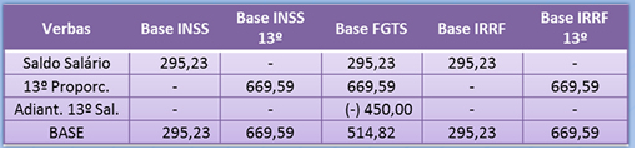 Verbas Base INSS Base INSS 13º Base FGTS Base IRRF Base IRRF 13º
Saldo Salário 295,23 - 295,23 295,23 -
13º Proporc. - 669,59 669,59 - 669,59
Adiant. 13º Sal. - - (-) 450,00 - -
BASE 295,23 669,59 514,82 295,23 669,59